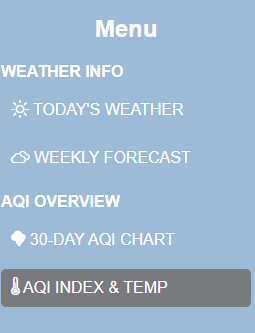 Menu
WEATHER INFO
TODAY'S WEATHER
WEEKLY FORECAST
AQI OVERVIEW
30-DAY AQI CHART
AQI INDEX & TEMP